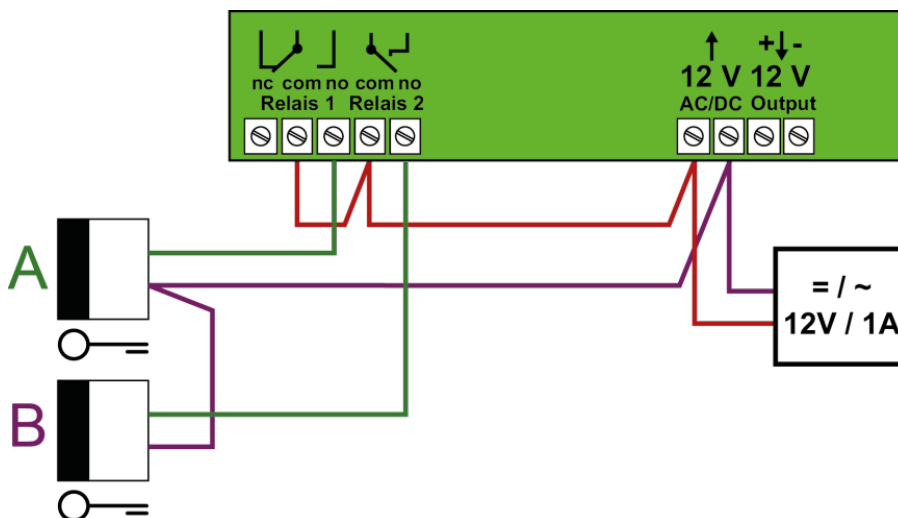 nc com no com no
Relais 1 Relais 2
12 V 12 V
AC/DC Output
+ -
A
B
= / ~
12V / 1A